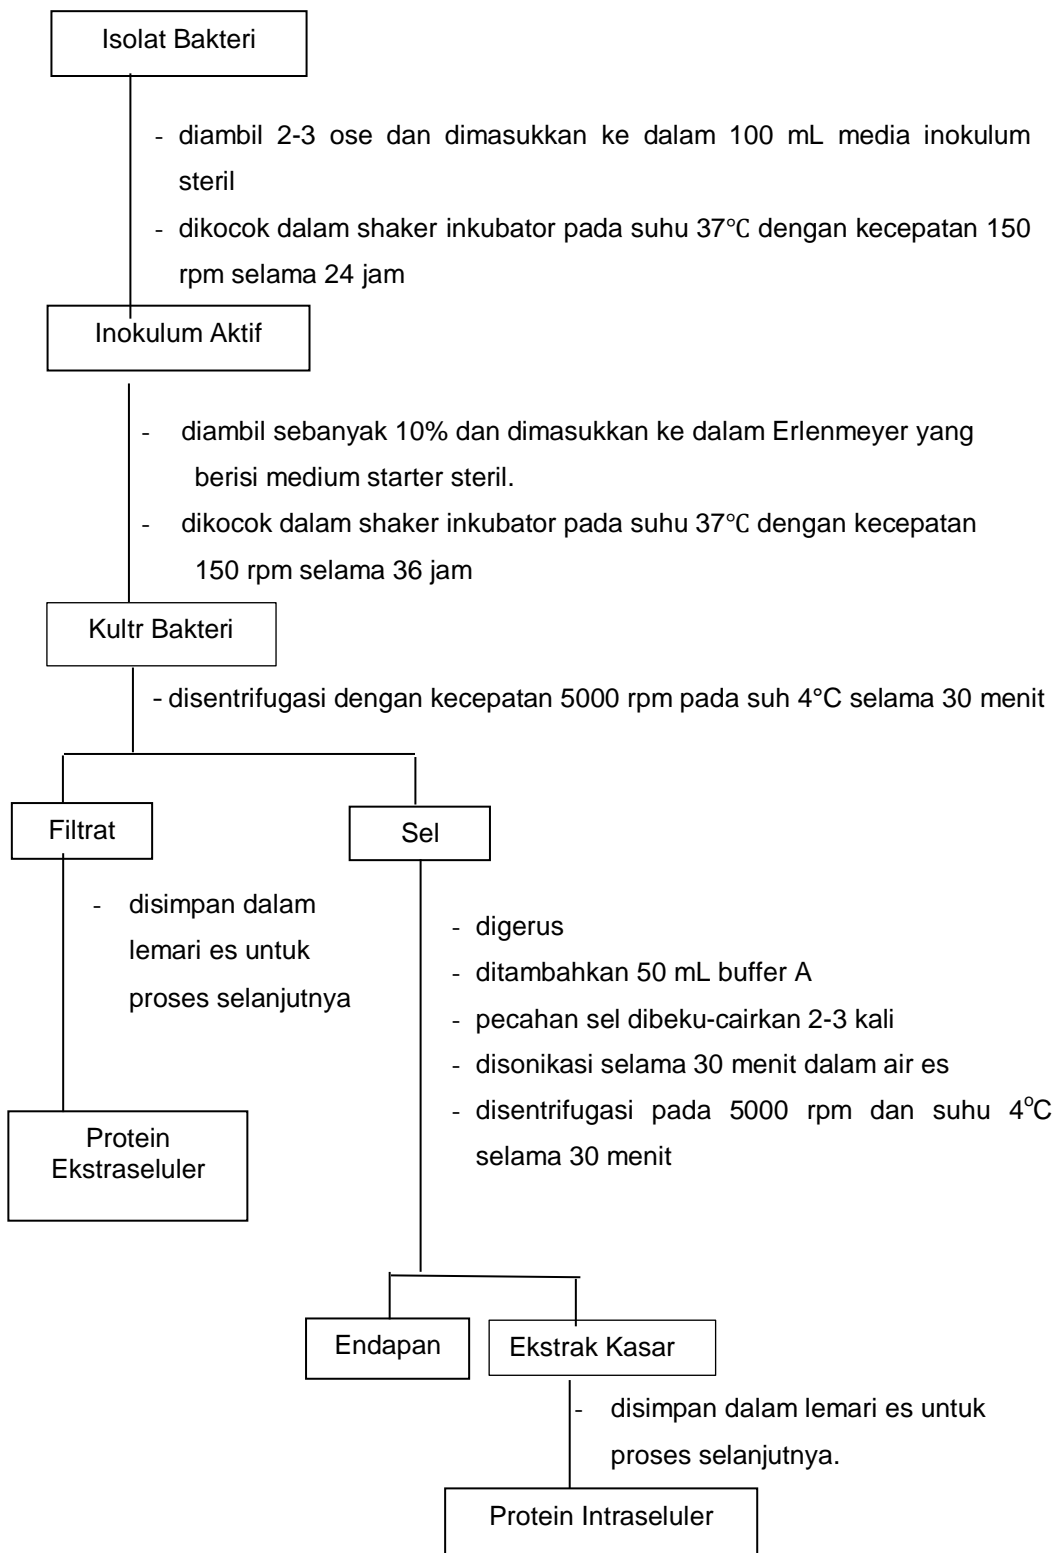 Isolat Bakteri
- diambil 2-3 ose dan dimasukkan ke dalam 100 mL media inokulum
steril
- dikocok dalam shaker inkubator pada suhu 37℃ dengan kecepatan 150
rpm selama 24 jam
Inokulum Aktif
- diambil sebanyak 10% dan dimasukkan ke dalam Erlenmeyer yang
berisi medium starter steril.
- dikocok dalam shaker inkubator pada suhu 37℃ dengan kecepatan
150 rpm selama 36 jam
Kultr Bakteri
- disentrifugasi dengan kecepatan 5000 rpm pada suh 4°C selama 30 menit
Filtrat
Sel
- disimpan dalam
lemari es untuk
proses selanjutnya
- digerus
- ditambahkan 50 mL buffer A
- pecahan sel dibeku-cairkan 2-3 kali
- disonikasi selama 30 menit dalam air es
- disentrifugasi pada 5000 rpm dan suhu 4°C
selama 30 menit
Protein
Ekstraseluler
Endapan
Ekstrak Kasar
- disimpan dalam lemari es untuk
proses selanjutnya.
Protein Intraseluler